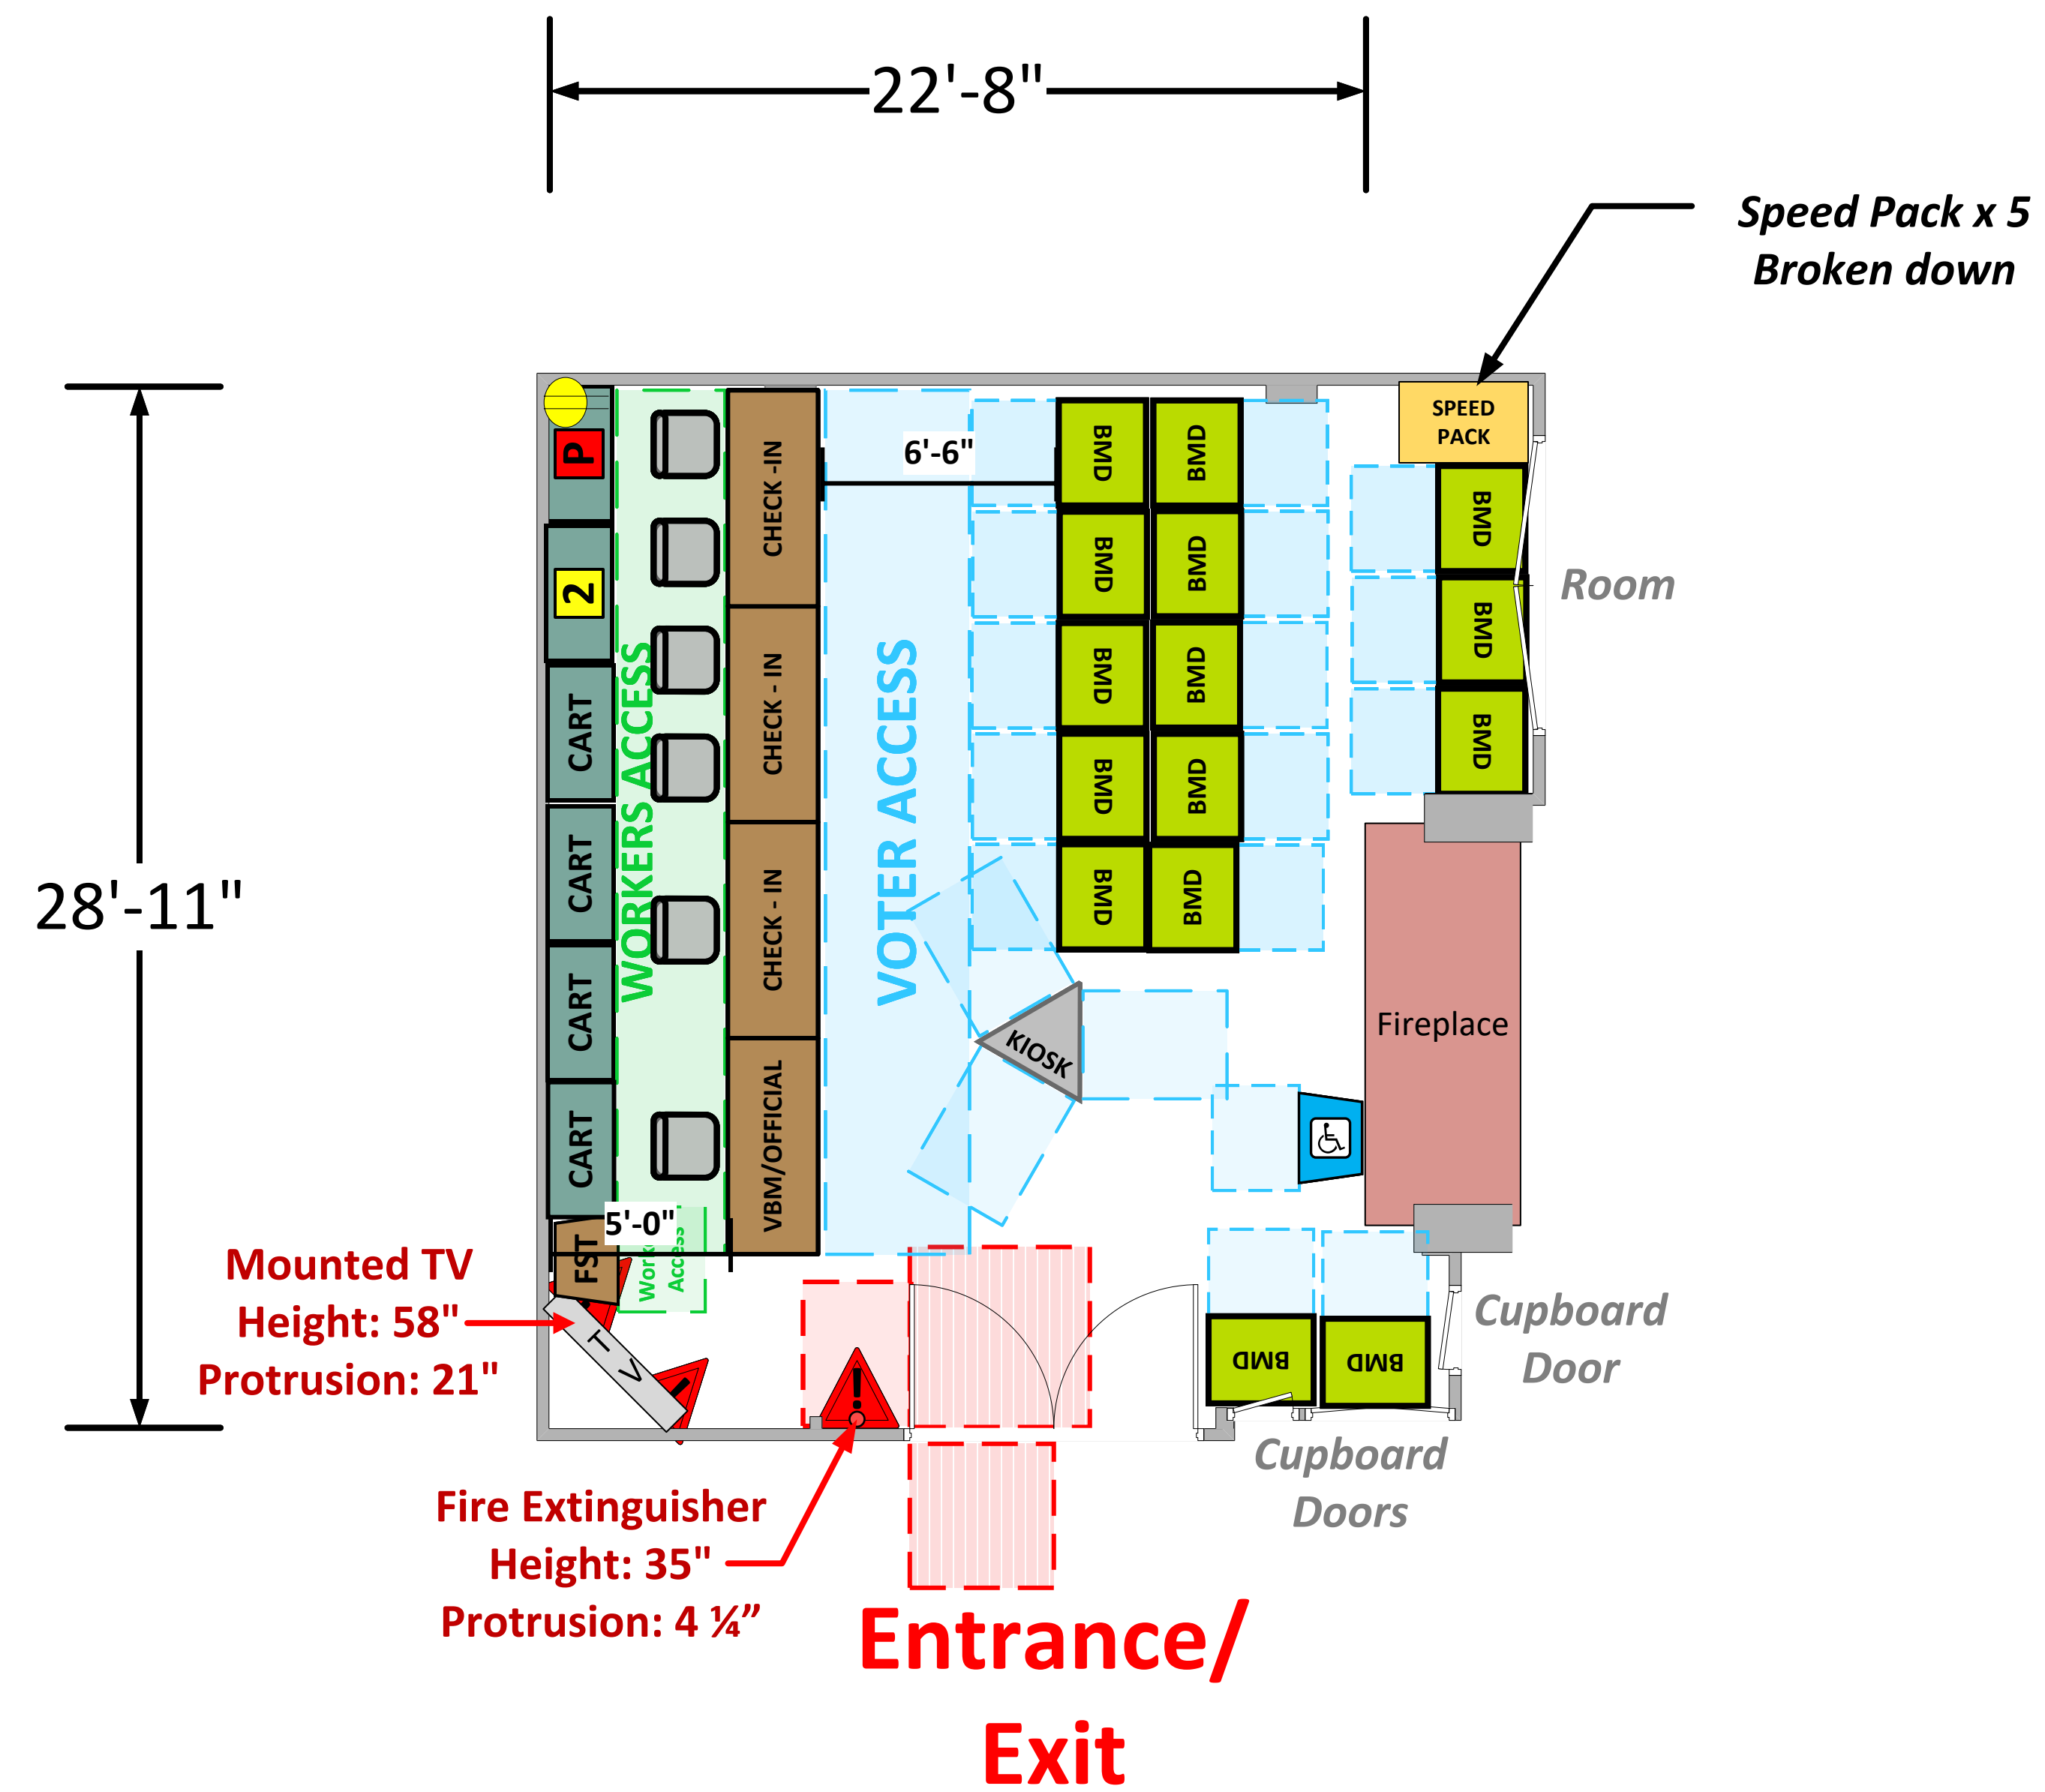 22'-8"
Speed Pack x 5
Broken down
SPEED
PACK
P
2
CART
CART
CART
CART
FST
WORKERS ACCESS
CHECK -IN
CHECK - IN
CHECK - IN
VBM/OFFICIAL
VOTER ACCESS
6'-6"
BMD
BMD
BMD
BMD
BMD
BMD
BMD
BMD
BMD
BMD
BMD
BMD
BMD
Room
28'-11"
KIOSK
Fireplace
5'-0"
Access
TV
Mounted TV
Height: 58"
Protrusion: 21"
BMD
BMD
Cupboard
Door
Cupboard
Doors
Fire Extinguisher
Height: 35"
Protrusion: 4 ¼”
Entrance/
Exit